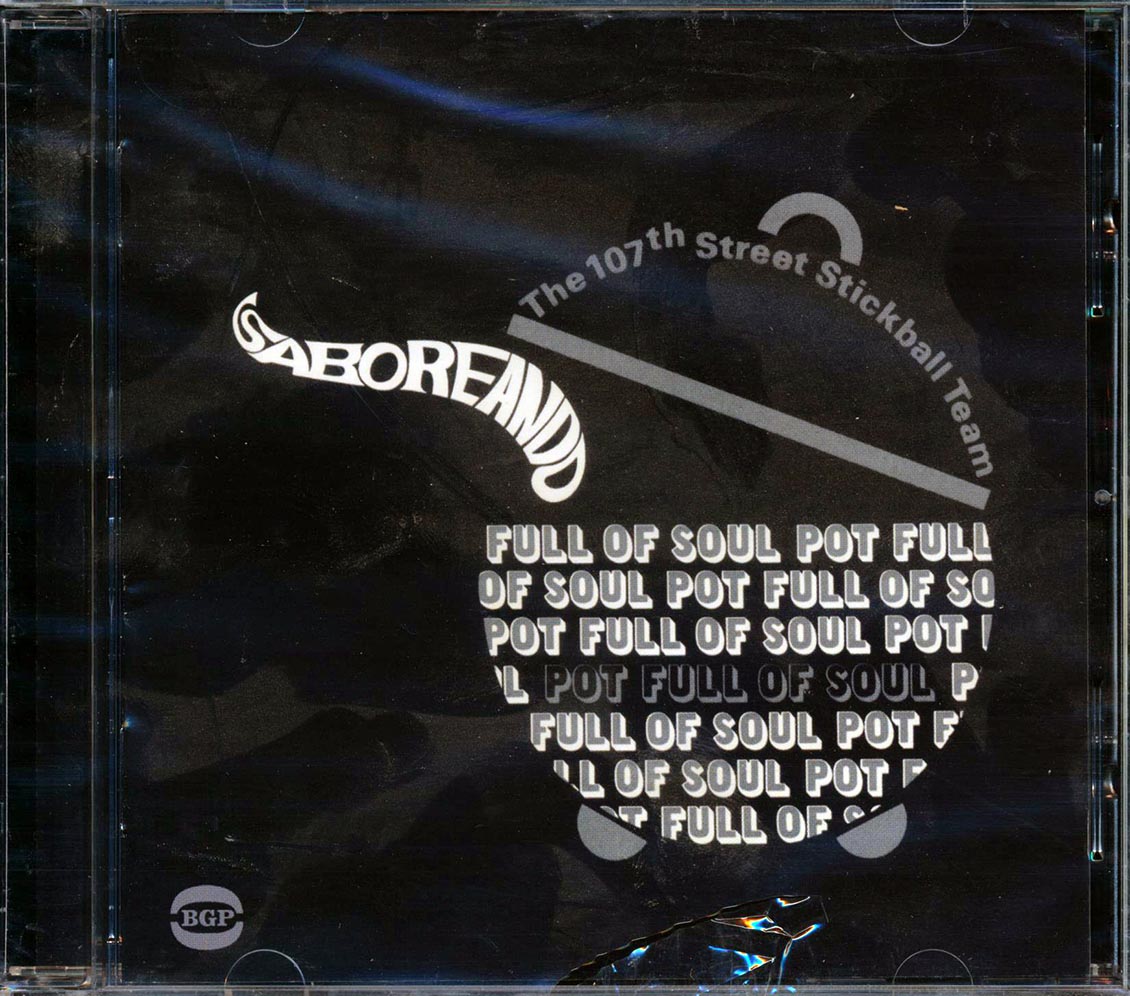 The 107th Street Stickball Team
SABOREANDO
FULL OF SOUL POT FULL
OF SOUL POT FULL OF SO
POT FULL OF SOUL POT
L POT FULL OF SOUL P
FULL OF SOUL POT F
LL OF SOUL POT F
OT FULL OF S
BGP